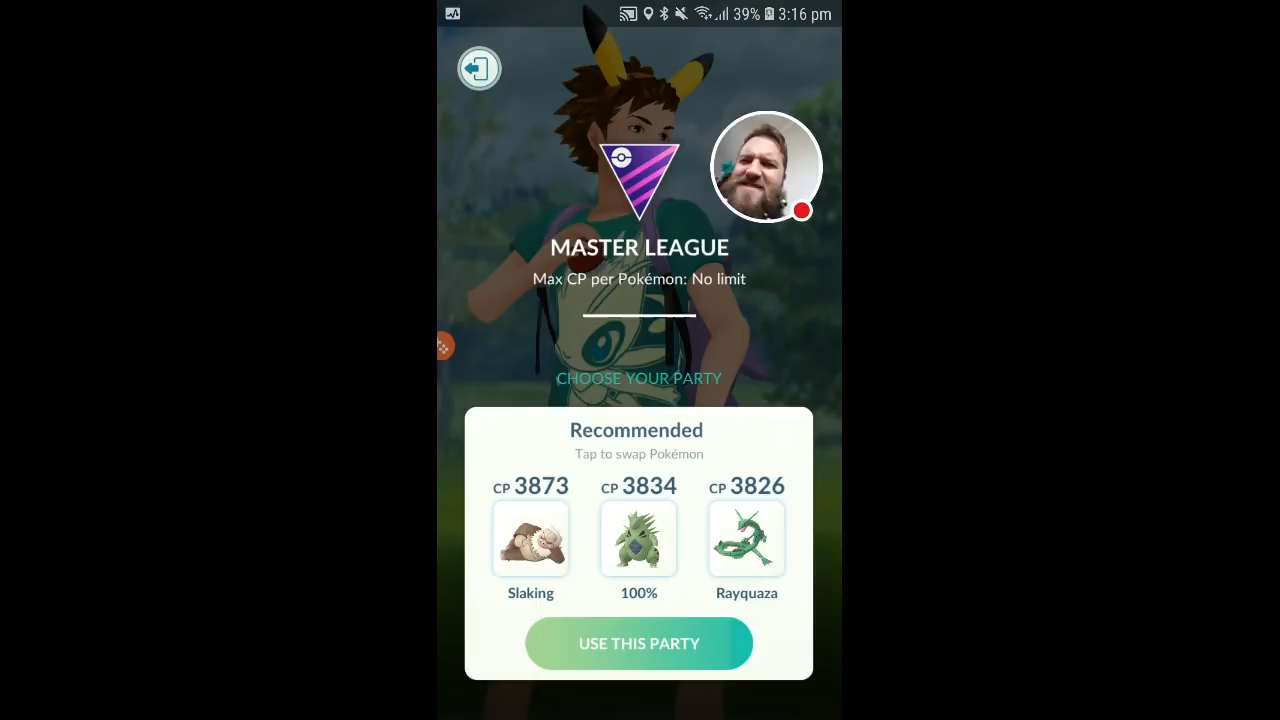 39% 3:16 pm
MASTER LEAGUE
Max CP per Pokémon: No limit
CHOOSE YOUR PARTY
Recommended
Tap to swap Pokémon
CP 3873 CP 3834 CP 3826
Slaking 100% Rayquaza
USE THIS PARTY